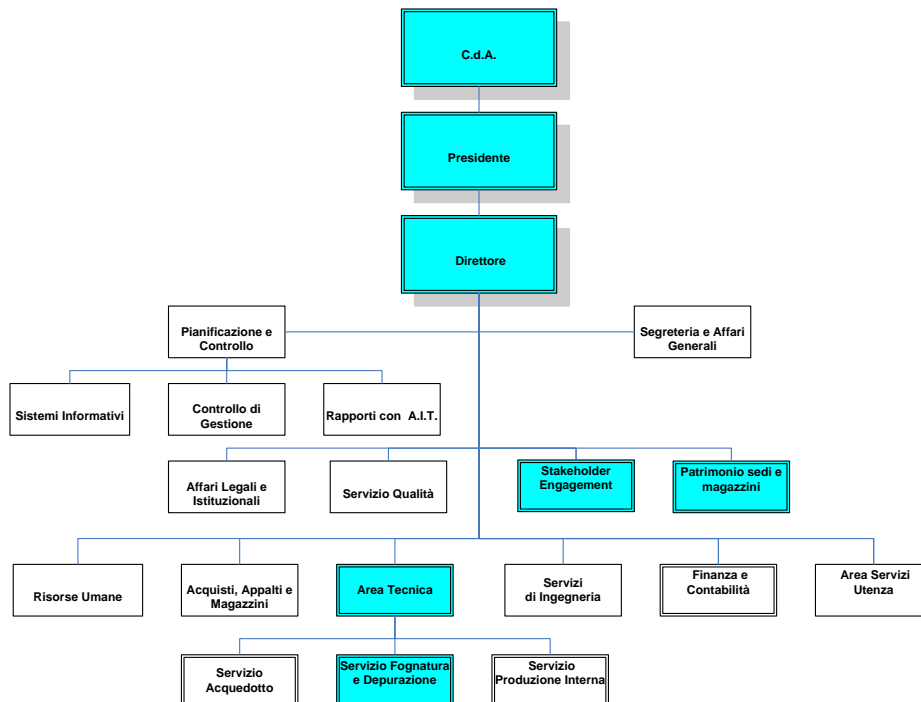 C.d.A.
Presidente
Direttore
Pianificazione e
Controllo
Segreteria e Affari
Generali
Sistemi Informativi
Controllo di
Gestione
Rapporti con A.I.T.
Affari Legali e
Istituzionali
Servizio Qualità
Stakeholder
Engagement
Patrimonio sedi e
magazzini
Risorse Umane
Acquisti, Appalti e
Magazzini
Area Tecnica
Servizi
di Ingegneria
Finanza e
Contabilità
Area Servizi
Utenza
Servizio
Acquedotto
Servizio Fognatura
e Depurazione
Servizio
Produzione Interna